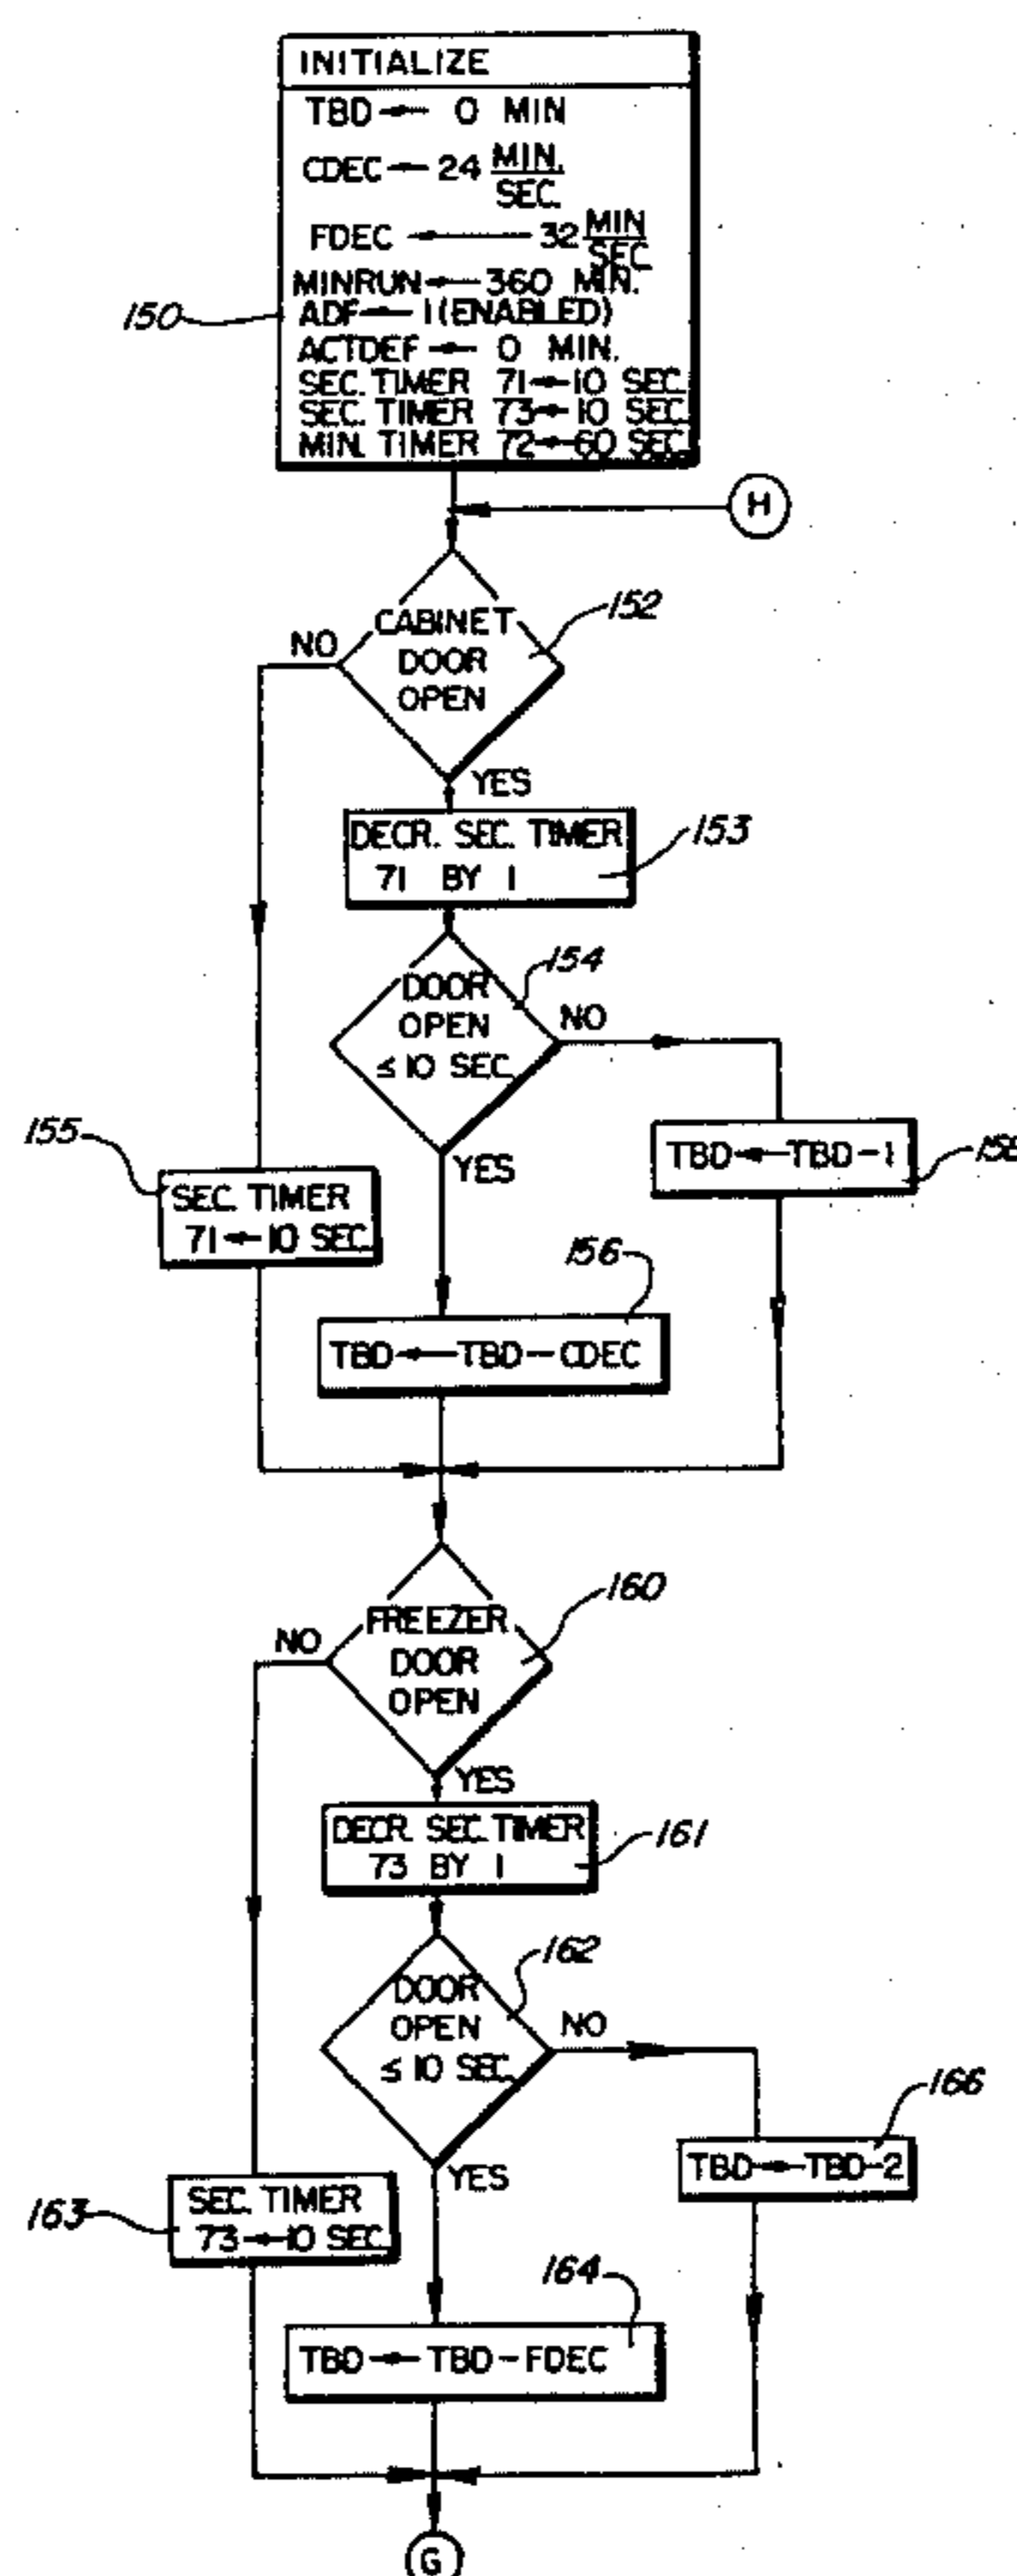 INITIALIZE
TBD ← 0 MIN
CDEC ← 24 MIN.
SEC.
FDEC ← 32 MIN
SEC
MINRUN ← 360 MIN.
150
ADF ← 1 (ENABLED)
ACTDEF ← 0 MIN.
SEC. TIMER 71 ← 10 SEC.
SEC. TIMER 73 ← 10 SEC.
MIN. TIMER 72 ← 60 SEC.
H
152
NO
CABINET
DOOR
OPEN
YES
153
DECR. SEC. TIMER
71 BY 1
154
DOOR
OPEN
≤ 10 SEC.
NO
YES
155
SEC. TIMER
71 ← 10 SEC.
TBD ← TBD - 1
156
TBD ← TBD - CDEC
160
NO
FREEZER
DOOR
OPEN
YES
161
DECR. SEC. TIMER
73 BY 1
162
DOOR
OPEN
≤ 10 SEC.
NO
YES
166
TBD ← TBD-2
163
SEC. TIMER
73 ← 10 SEC.
164
TBD ← TBD - FDEC
G